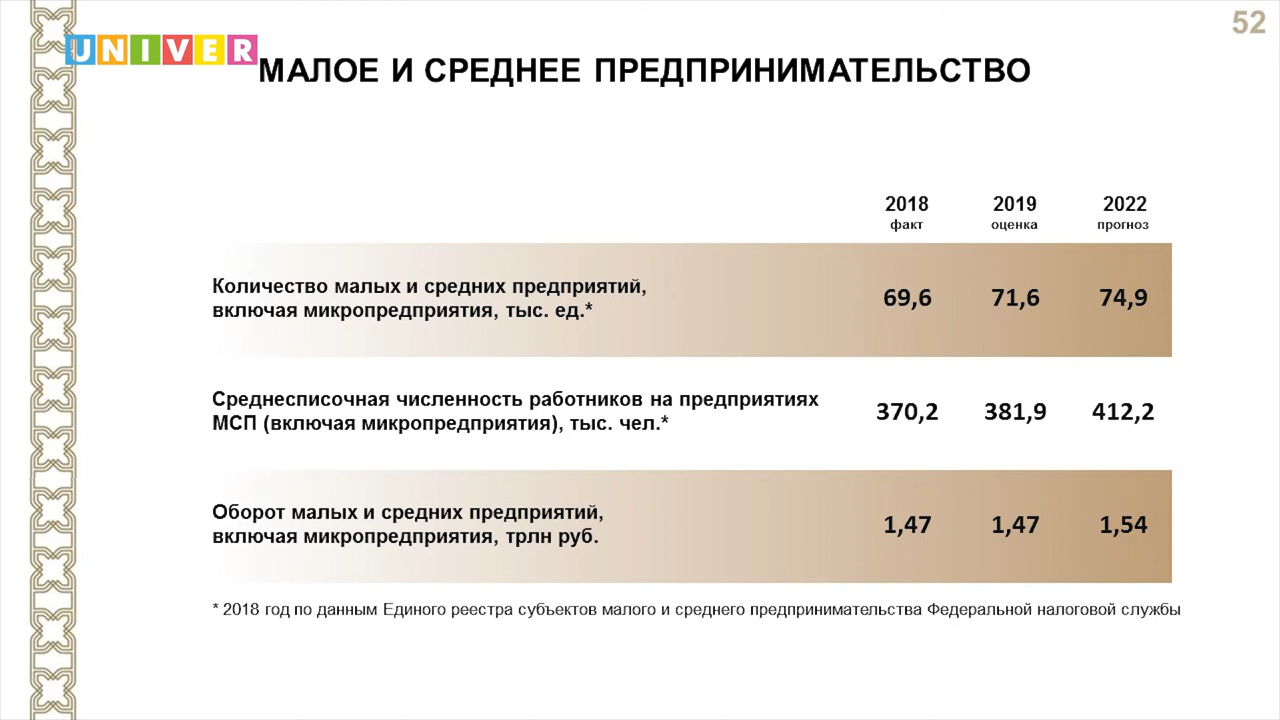 52
UNIVER
МАЛОЕ И СРЕДНЕЕ ПРЕДПРИНИМАТЕЛЬСТВО
2018 2019 2022
факт оценка прогноз
Количество малых и средних предприятий,
включая микропредприятия, тыс. ед.*
69,6 71,6 74,9
Среднесписочная численность работников на предприятиях
МСП (включая микропредприятия), тыс. чел.*
370,2 381,9 412,2
Оборот малых и средних предприятий,
включая микропредприятия, трлн руб.
1,47 1,47 1,54
* 2018 год по данным Единого реестра субъектов малого и среднего предпринимательства Федеральной налоговой службы